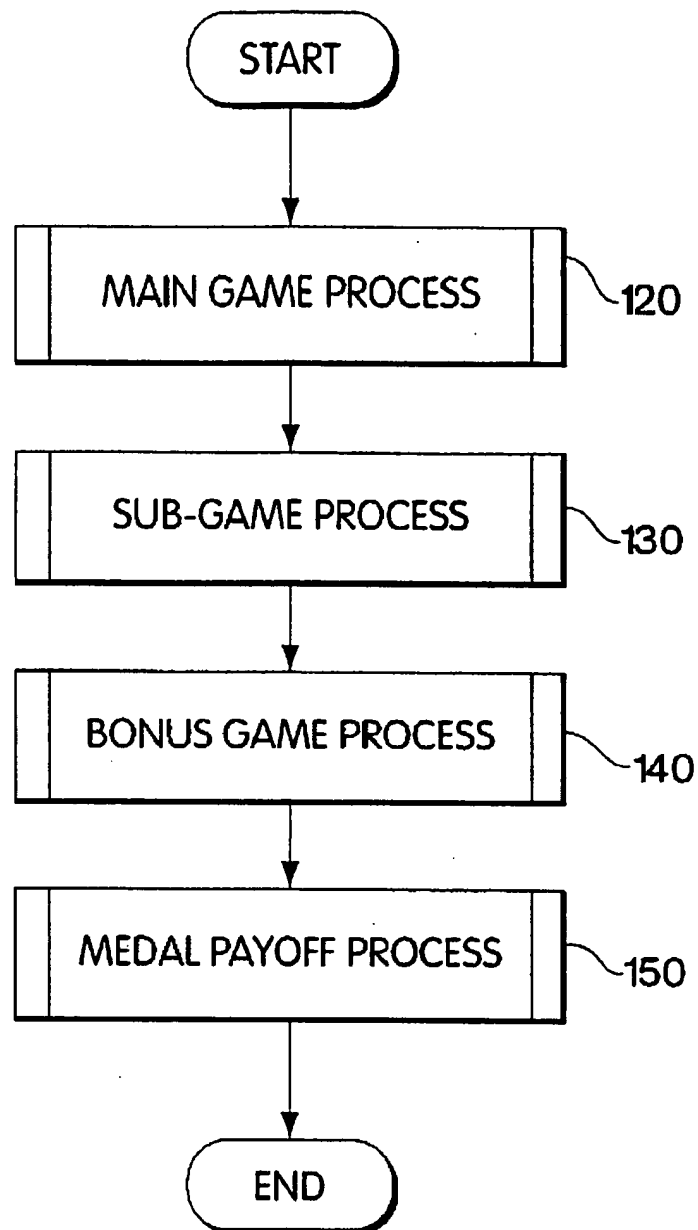 START
MAIN GAME PROCESS
120
SUB-GAME PROCESS
130
BONUS GAME PROCESS
140
MEDAL PAYOFF PROCESS
150
END